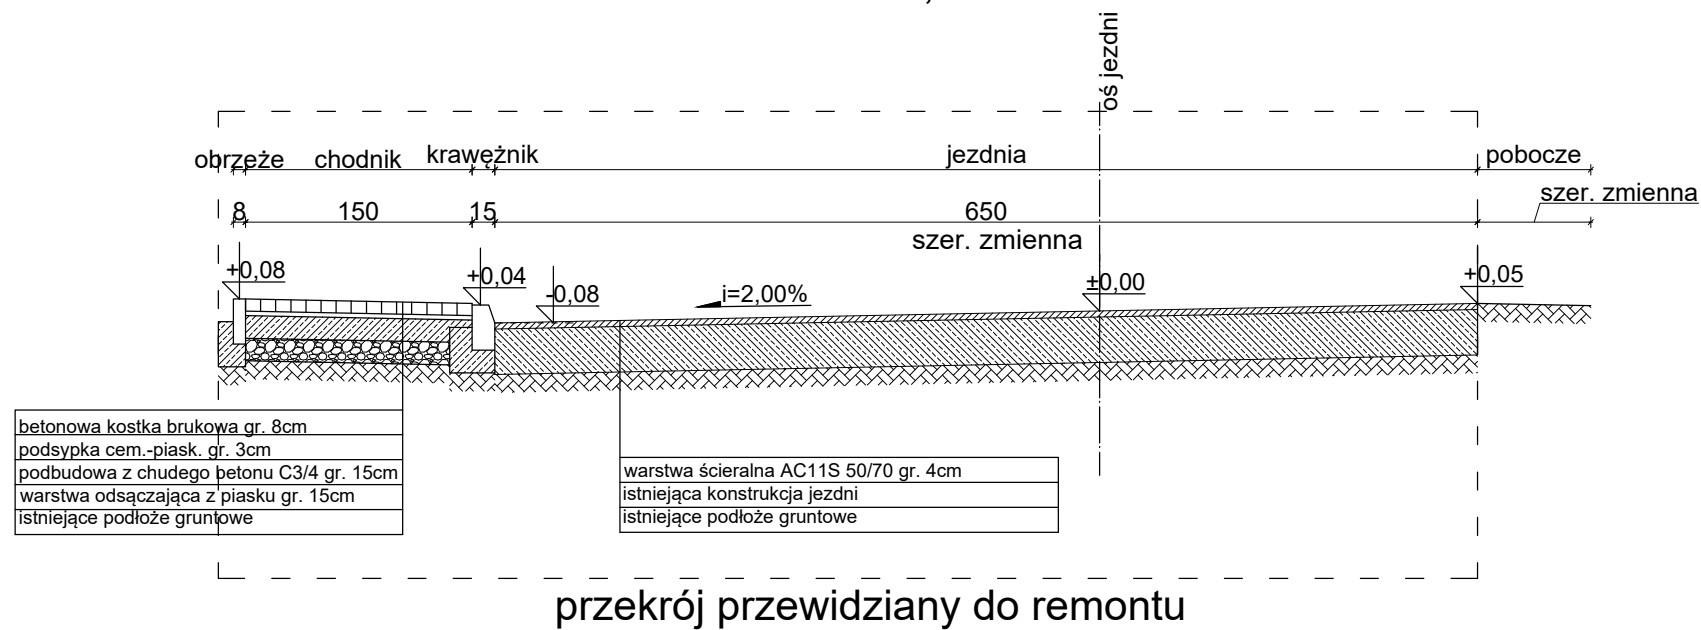 oś jezdni
obrzeże chodnik krawężnik jezdnia pobocze
szer. zmienna
8 150 15 650
szer. zmienna
+0,08 +0,04 -0,08 i=2,00% ±0,00 +0,05
betonowa kostka brukowa gr. 8cm
podsypka cem.-piask. gr. 3cm
podbudowa z chudego betonu C3/4 gr. 15cm
warstwa odsączająca z piasku gr. 15cm
istniejące podłoże gruntowe
warstwa ścieralna AC11S 50/70 gr. 4cm
istniejąca konstrukcja jezdni
istniejące podłoże gruntowe
przekrój przewidziany do remontu